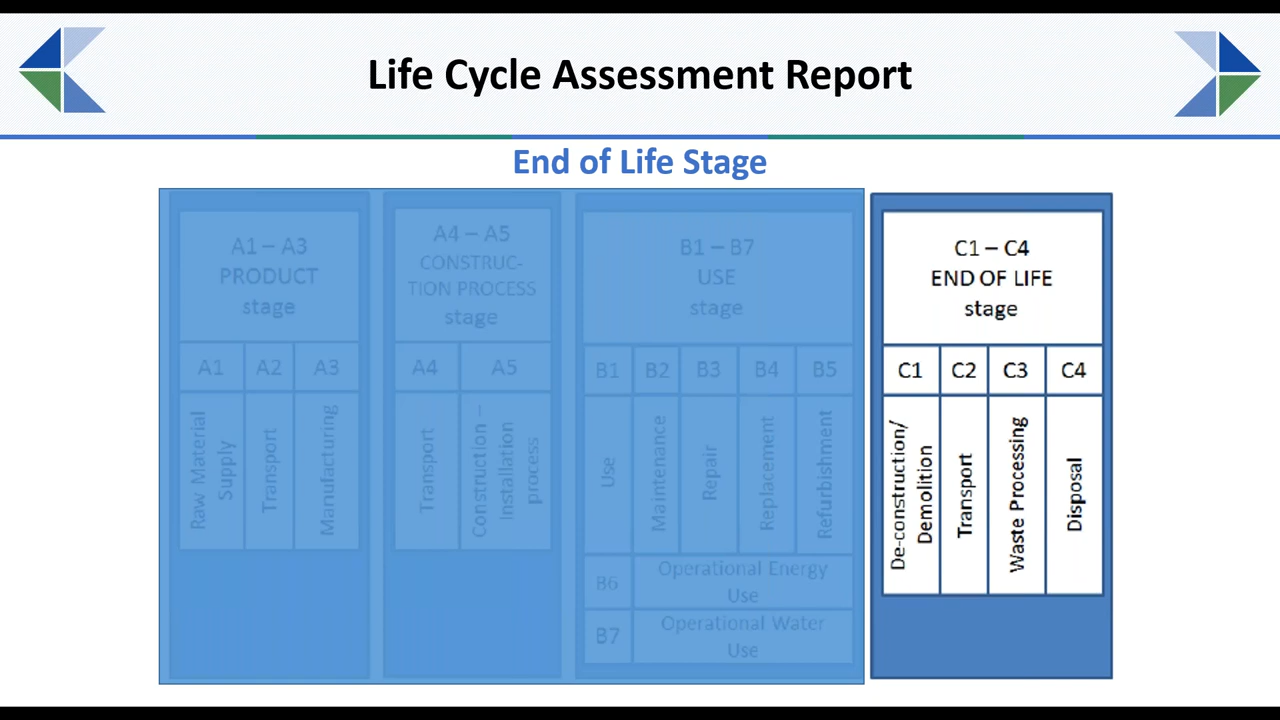 Life Cycle Assessment Report
End of Life Stage
A1 – A3
PRODUCT
stage
A1
A2
A3
Raw Material
Supply
Transport
Manufacturing
A4 – A5
CONSTRUC-
TION PROCESS
stage
A4
A5
Transport
Construction –
Installation
process
B1 – B7
USE
stage
B1
B2
B3
B4
B5
Use
Maintenance
Repair
Replacement
Refurbishment
B6
Operational Energy
Use
B7
Operational Water
Use
C1 – C4
END OF LIFE
stage
C1
C2
C3
C4
De-construction/
Demolition
Transport
Waste Processing
Disposal